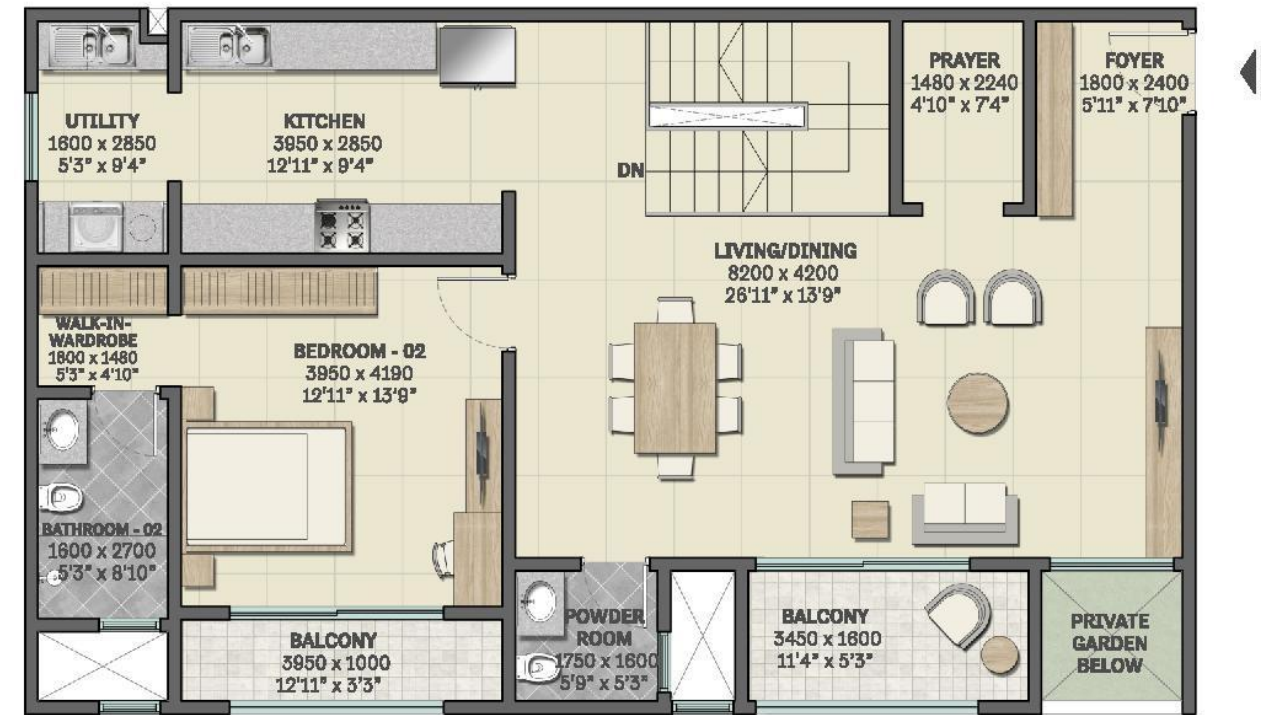 PRAYER
1480 x 2240
4'10" x 7'4"
FOYER
1800 x 2400
5'11" x 7'10"
UTILITY
1600 x 2850
5'3" x 9'4"
KITCHEN
3950 x 2850
12'11" x 9'4"
DN
LIVING/DINING
8200 x 4200
26'11" x 13'9"
WALK-IN-
WARDROBE
1600 x 1480
5'3" x 4'10"
BEDROOM - 02
3950 x 4190
12'11" x 13'9"
BATHROOM - 02
1600 x 2700
5'3" x 8'10"
BALCONY
3950 x 1000
12'11" x 3'3"
POWDER
ROOM
1750 x 1600
5'9" x 5'3"
BALCONY
3450 x 1600
11'4" x 5'3"
PRIVATE
GARDEN
BELOW